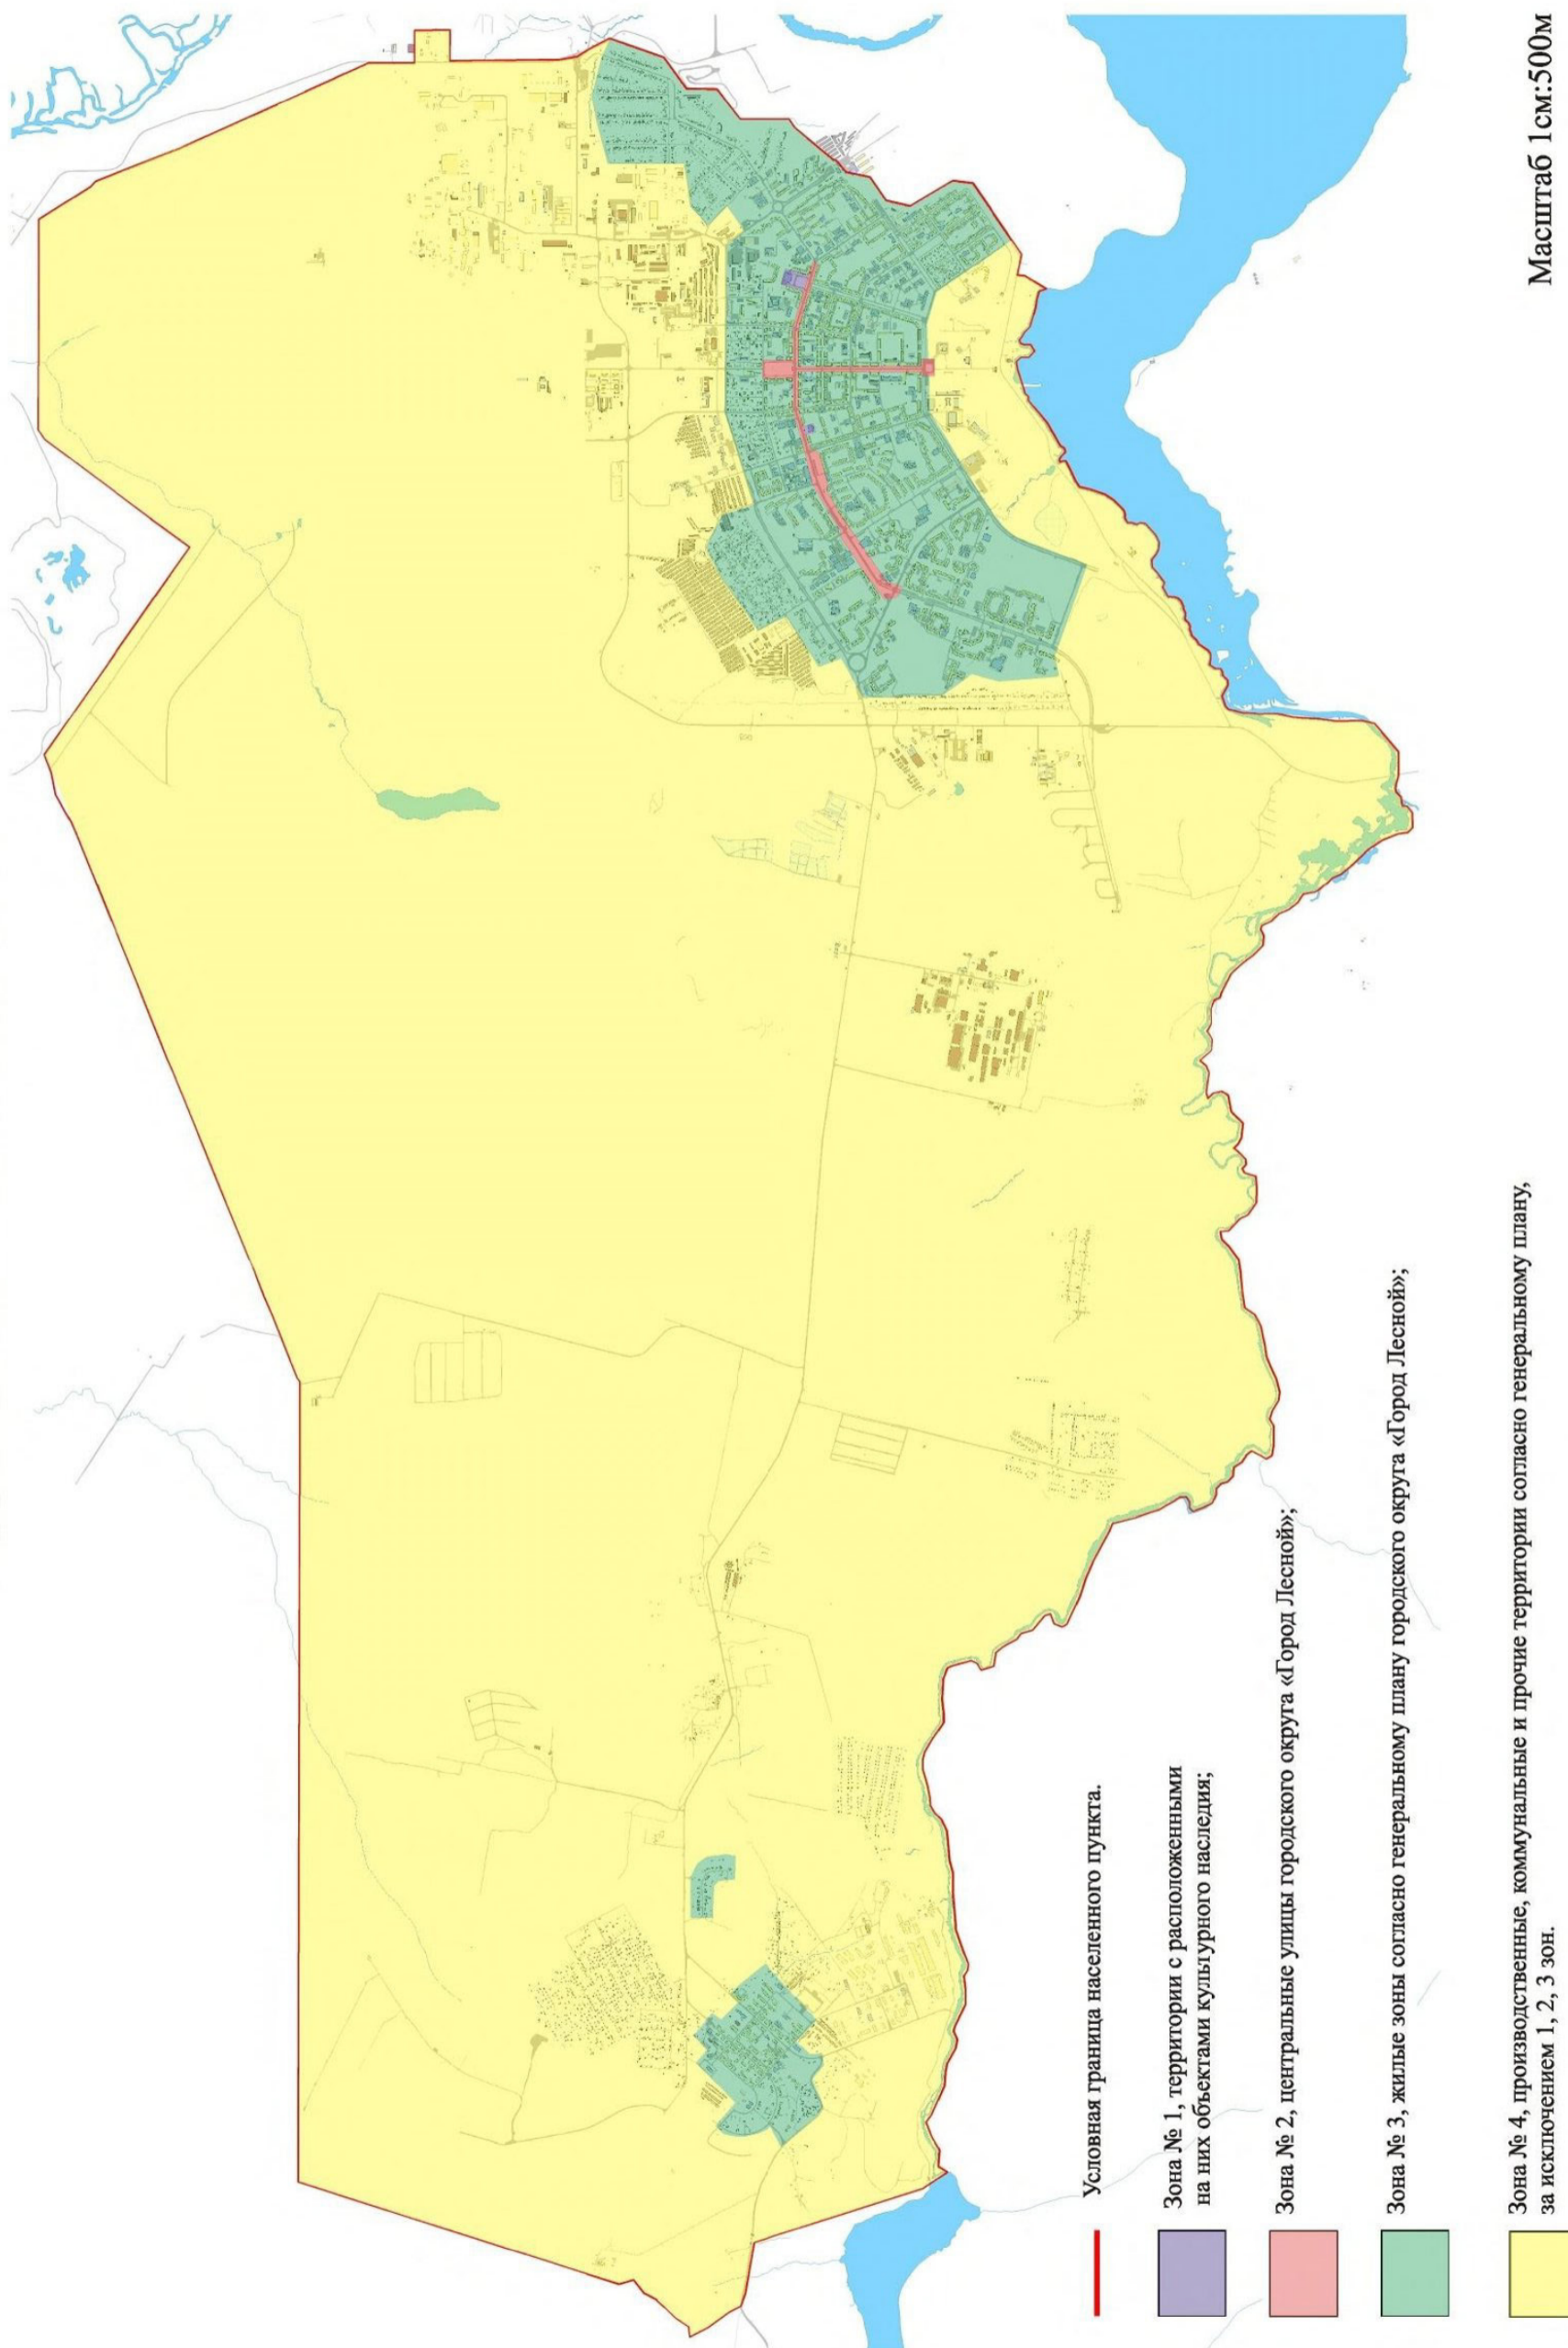 Масштаб 1см:500м
Условная граница населенного пункта.
Зона № 1, территории с расположенными
на них объектами культурного наследия;
Зона № 2, центральные улицы городского округа «Город Лесной»;
Зона № 3, жилые зоны согласно генеральному плану городского округа «Город Лесной»;
Зона № 4, производственные, коммунальные и прочие территории согласно генеральному плану,
за исключением 1, 2, 3 зон.